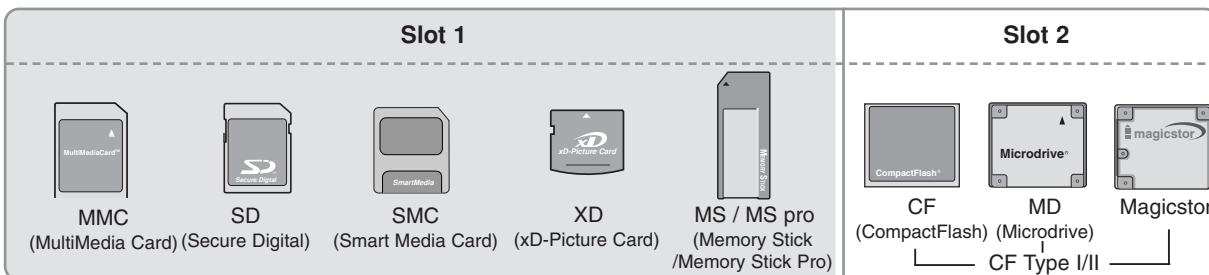 Slot 1
Slot 2
MultiMediaCard™
SD
Secure Digtal
SmartMedia
xD
xD-Picture Card
MEMORY STICK
CompactFlash®
Microdrive®
magicstor
MMC
(MultiMedia Card)
SD
(Secure Digital)
SMC
(Smart Media Card)
XD
(xD-Picture Card)
MS / MS pro
(Memory Stick
/Memory Stick Pro)
CF
(CompactFlash)
MD
(Microdrive)
Magicstor
CF Type I/II